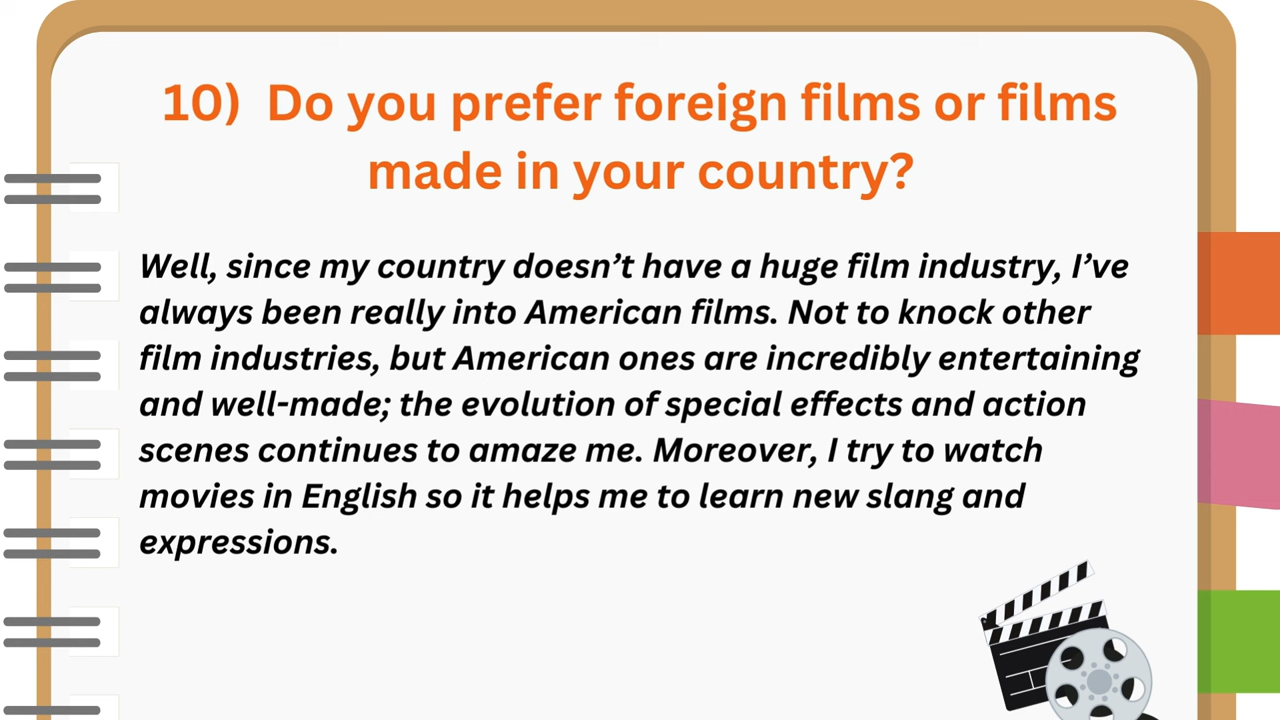 10) Do you prefer foreign films or films
made in your country?
Well, since my country doesn’t have a huge film industry, I’ve
always been really into American films. Not to knock other
film industries, but American ones are incredibly entertaining
and well-made; the evolution of special effects and action
scenes continues to amaze me. Moreover, I try to watch
movies in English so it helps me to learn new slang and
expressions.